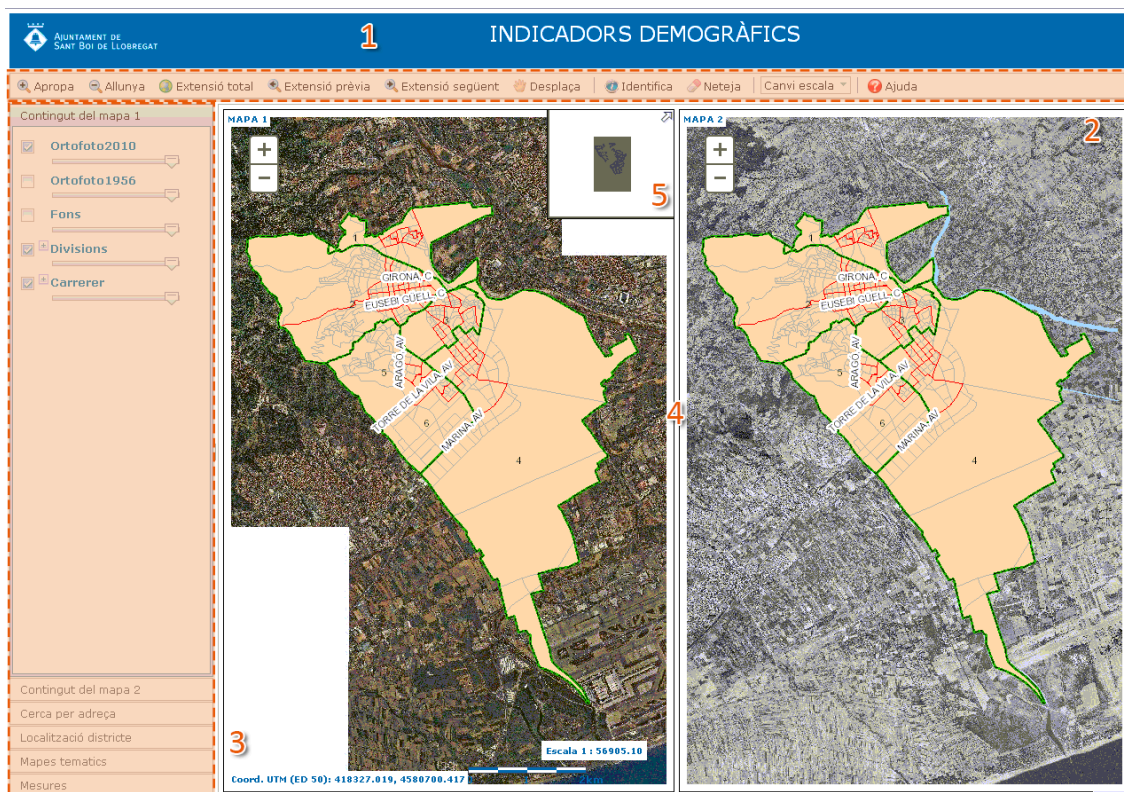 AJUNTAMENT DE
SANT BOI DE LLOBREGAT
1
INDICADORS DEMOGRÀFICS
Apropa Allunya Extensió total Extensió prèvia Extensió següent Desplaça Identifica Neteja Canvi escala Ajuda
Contingut del mapa 1
Ortofoto2010
Ortofoto1956
Fons
Divisions
Carrerer
Contingut del mapa 2
Cerca per adreça
Localització districte
Mapes tematics
Mesures
3
MAPA 1
+
−
5
1
GIRONA, C
2
EUSEBI GUELL, C
3
ARAGO, AV
5
TORRE DE LA VILA, AV
6
MARINA, AV
4
Escala 1 : 56905.10
Coord. UTM (ED 50): 418327.019, 4580700.417
2km
4
MAPA 2
2
+
−
1
GIRONA, C
2
EUSEBI GUELL, C
3
ARAGO, AV
5
TORRE DE LA VILA, AV
6
MARINA, AV
4